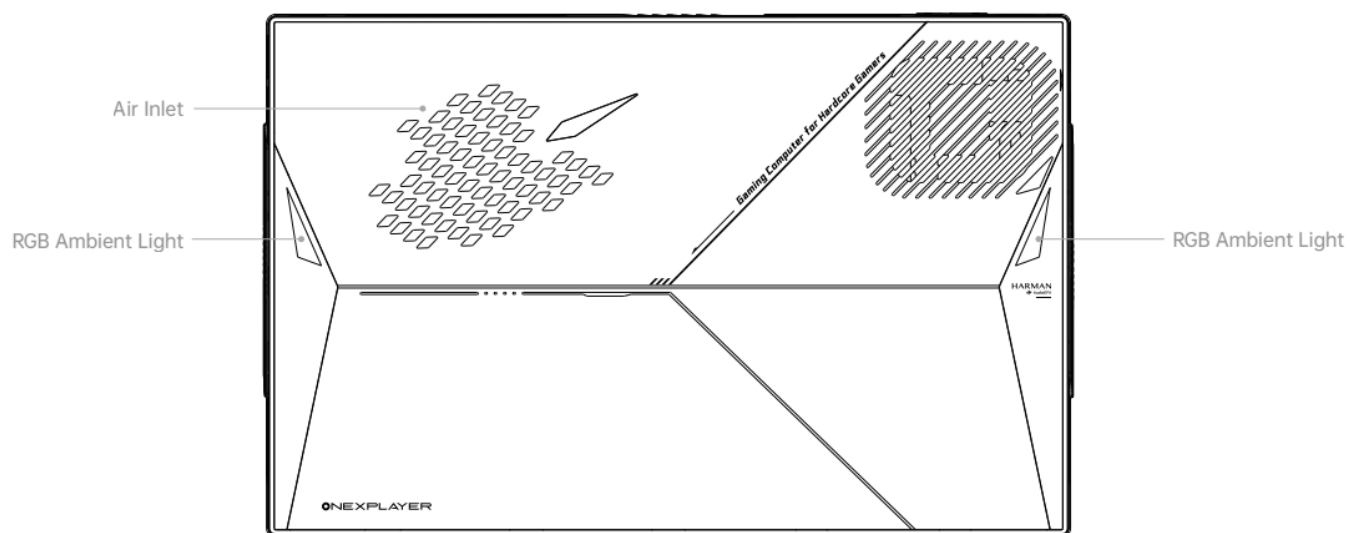 Air Inlet
Gaming Computer for Hardcore Gamers
RGB Ambient Light
RGB Ambient Light
HARMAN
ONEXPLAYER